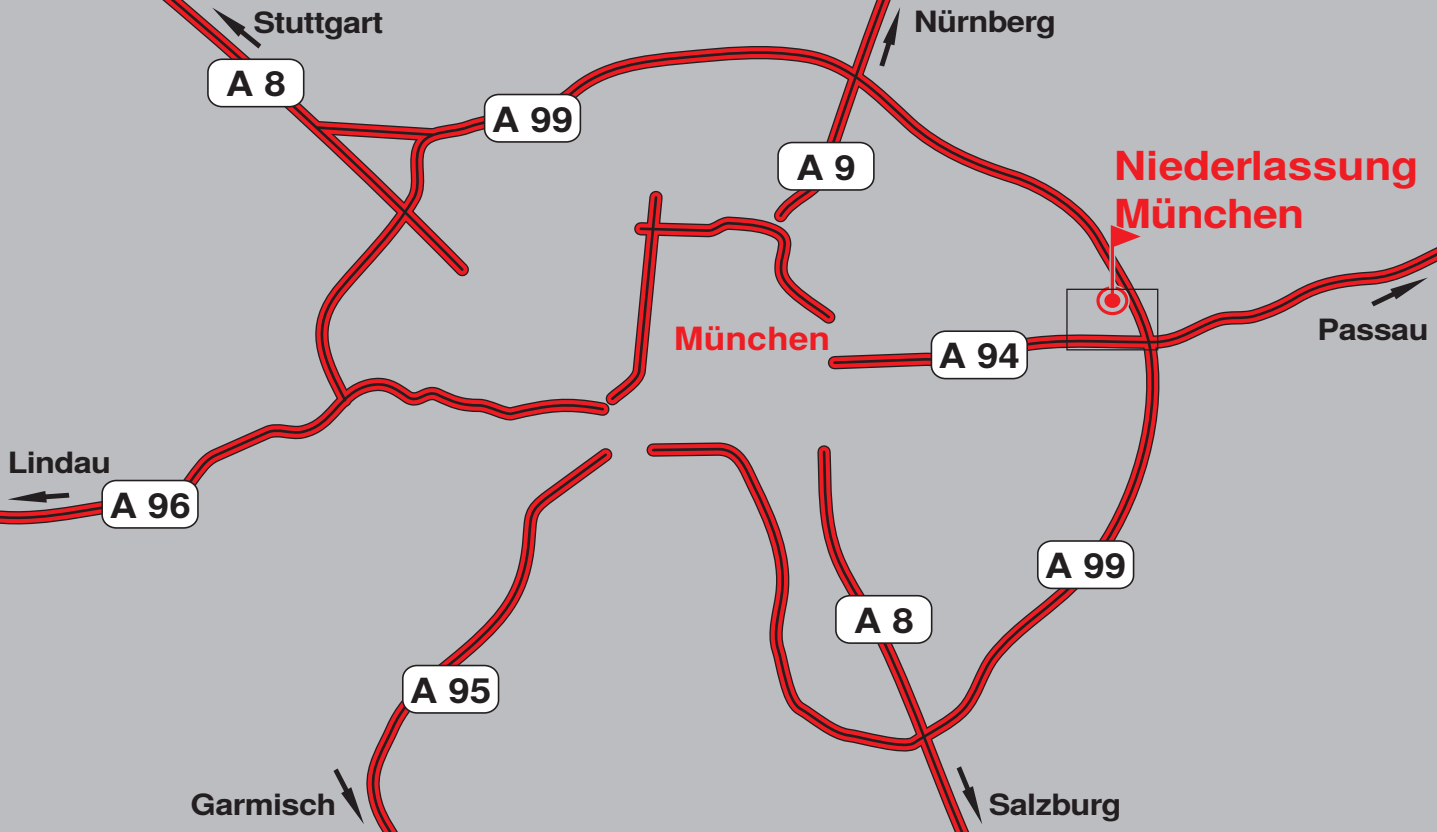 Stuttgart
Nürnberg
A 8
A 99
A 9
Niederlassung
München
München
A 94
Passau
Lindau
A 96
A 99
A 8
A 95
Garmisch
Salzburg